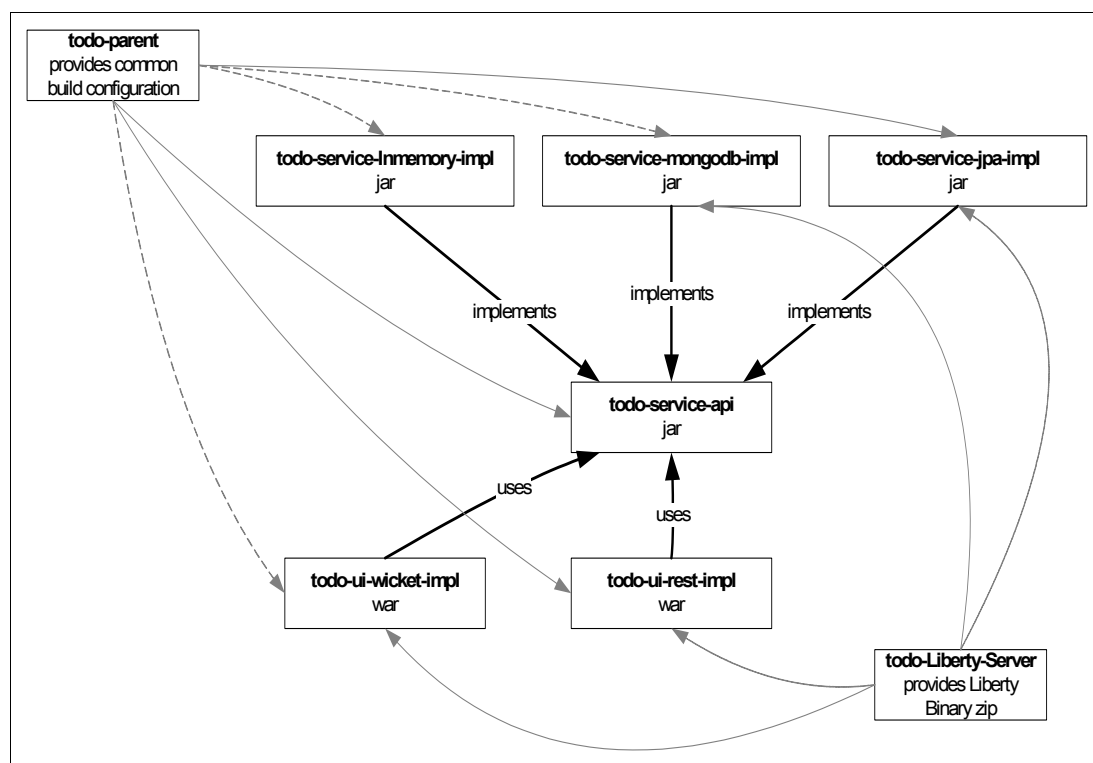 todo-parent
provides common
build configuration
todo-service-Inmemory-impl
jar
todo-service-mongodb-impl
jar
todo-service-jpa-impl
jar
implements
implements
implements
todo-service-api
jar
uses
uses
todo-ui-wicket-impl
war
todo-ui-rest-impl
war
todo-Liberty-Server
provides Liberty
Binary zip